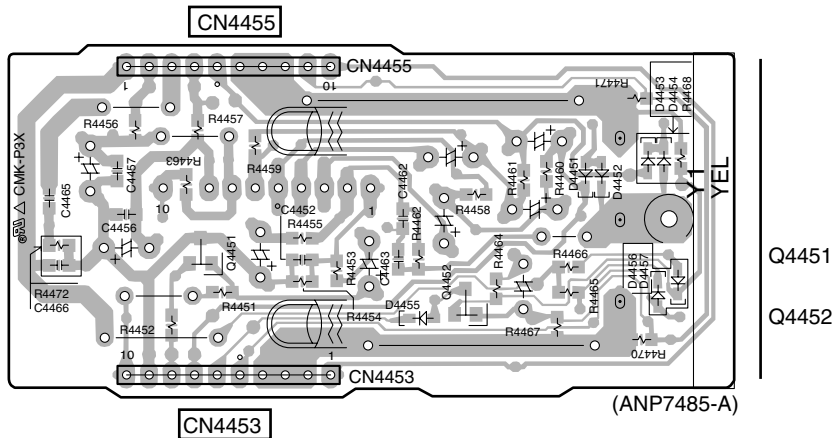 CN4455
CN4455
1
10
R4471
D4453
D4454
R4468
R4456
R4457
CMK-P3X
C4465
C4457
R4463
R4459
C4462
R4461
R4460
D4451
D4452
Y1
YEL
10
C4452
1
R4458
C4456
R4455
R4462
Q4451
R4464
R4466
D4456
D4457
Q4451
R4453
C4463
C4463
Q4452
R4472
C4466
R4451
R4454
D4455
R4465
Q4452
R4452
R4467
R4470
10
1
CN4453
CN4453
(ANP7485-A)